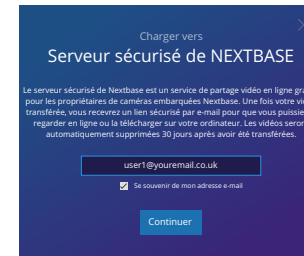 Charger vers
Serveur sécurisé de NEXTBASE
Le serveur sécurisé de Nextbase est un service de partage vidéo en ligne
pour les propriétaires de caméras embarquées Nextbase. Une fois votre
transférée, vous recevrez un lien sécurisé par e-mail pour que vous
regarder en ligne ou la télécharger sur votre ordinateur. Les vidéos
automatiquement supprimées 30 jours après avoir été transférées.
user1@youremail.co.uk
Se souvenir de mon adresse e-mail
Continuer